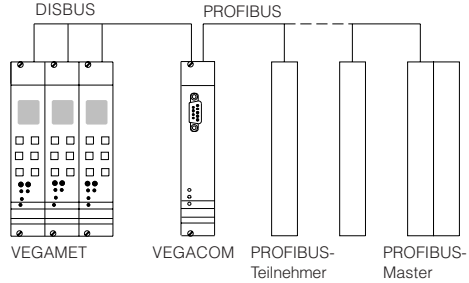 DISBUS
PROFIBUS
VEGAMET
VEGACOM
PROFIBUS-
Teilnehmer
PROFIBUS-
Master